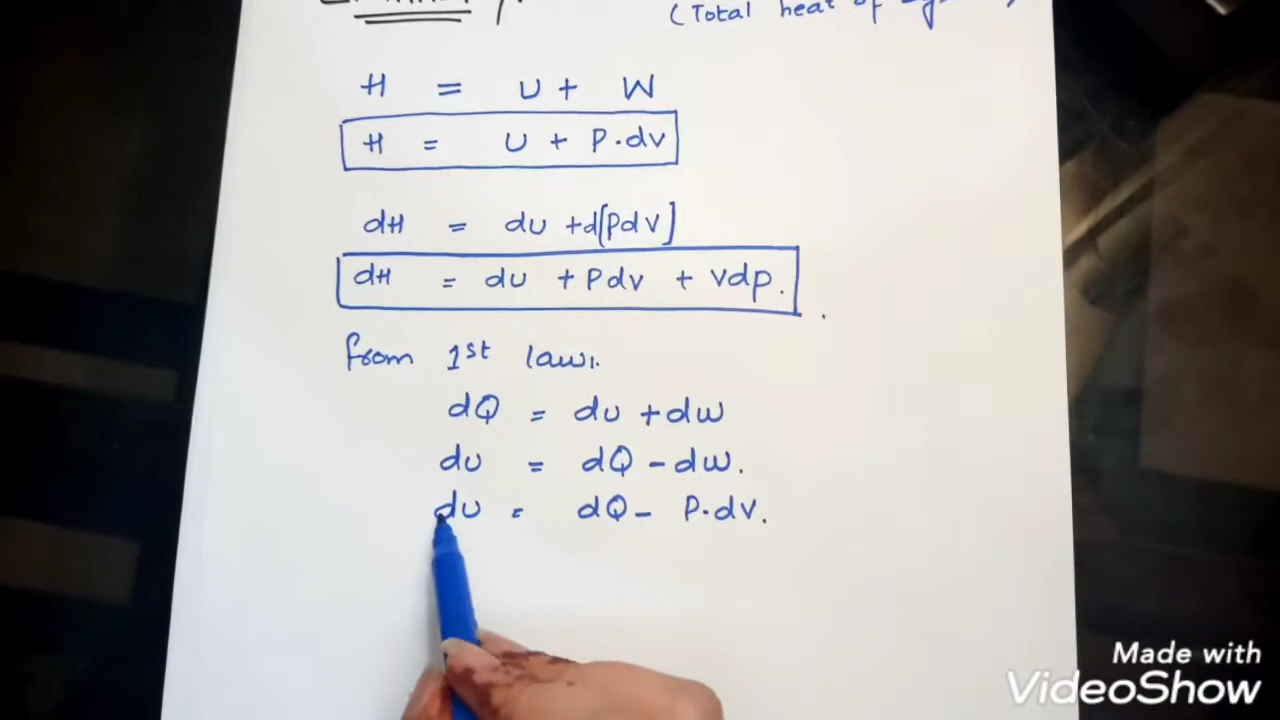 (Total heat of
H = U + W
H = U + P.dv
dH = du + d[Pdv]
dH = du + Pdv + vdp.
from 1st law.
dQ = du + dw
du = dQ - dw.
du = dQ - P.dv.
Made with
VideoShow